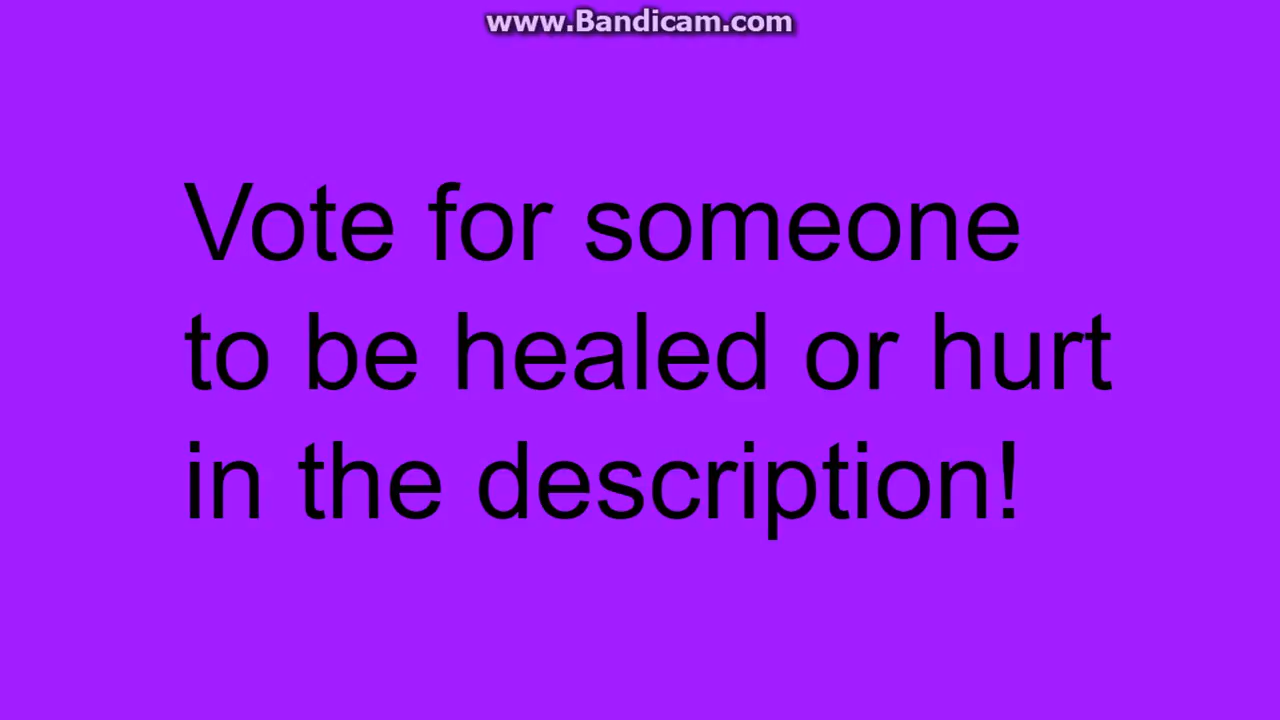 www.Bandicam.com
Vote for someone
to be healed or hurt
in the description!